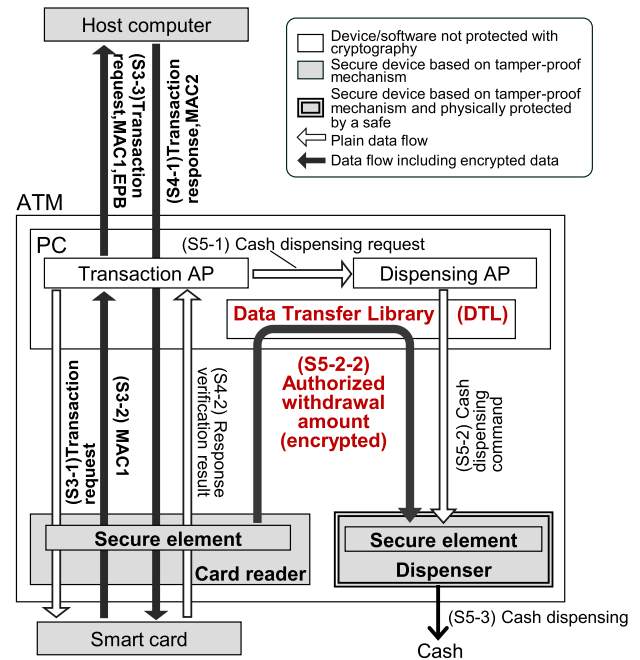 Host computer
Device/software not protected with
cryptography
Secure device based on tamper-proof
mechanism
Secure device based on tamper-proof
mechanism and physically protected
by a safe
Plain data flow
Data flow including encrypted data
(S3-3)Transaction
request,MAC1,EPB
(S4-1)Transaction
response,MAC2
ATM
PC
(S5-1) Cash dispensing request
Transaction AP
Dispensing AP
Data Transfer Library (DTL)
(S3-1)Transaction
request
(S3-2) MAC1
(S4-2) Response
verification result
(S5-2-2)
Authorized
withdrawal
amount
(encrypted)
(S5-2) Cash
dispensing
command
Secure element
Card reader
Secure element
Dispenser
Smart card
(S5-3) Cash dispensing
Cash